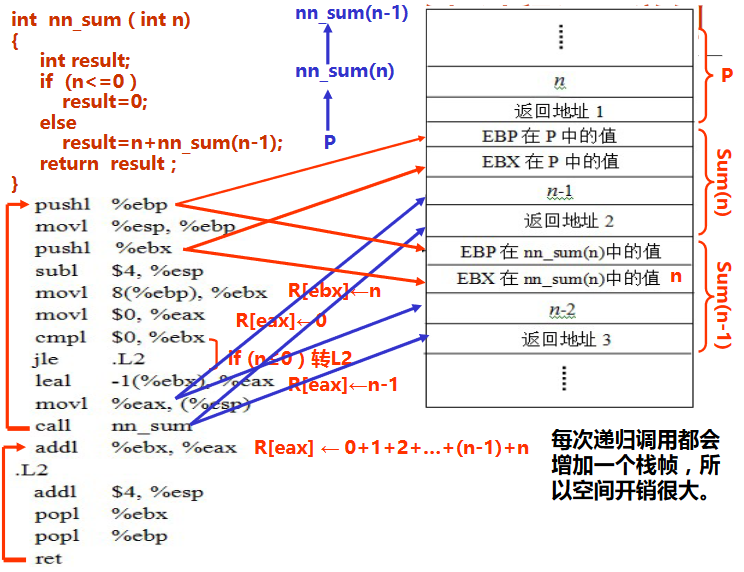 int nn_sum ( int n)
{
int result;
if (n<=0 )
result=0;
else
result=n+nn_sum(n-1);
return result ;
}
nn_sum(n-1)
nn_sum(n)
P
pushl %ebp
movl %esp, %ebp
pushl %ebx
subl $4, %esp
movl 8(%ebp), %ebx R[ebx]←n
movl $0, %eax R[eax]←0
cmpl $0, %ebx
jle .L2 if (n≤0 ) 转L2
leal -1(%ebx), %eax R[eax]←n-1
movl %eax, (%esp)
call nn_sum
addl %ebx, %eax R[eax] ← 0+1+2+…+(n-1)+n
.L2
addl $4, %esp
popl %ebx
popl %ebp
ret
n
返回地址 1
EBP 在 P 中的值
EBX 在 P 中的值
n-1
返回地址 2
EBP 在 nn_sum(n)中的值
EBX 在 nn_sum(n)中的值 n
n-2
返回地址 3
P
Sum(n)
Sum(n-1)
每次递归调用都会
增加一个栈帧，所
以空间开销很大。